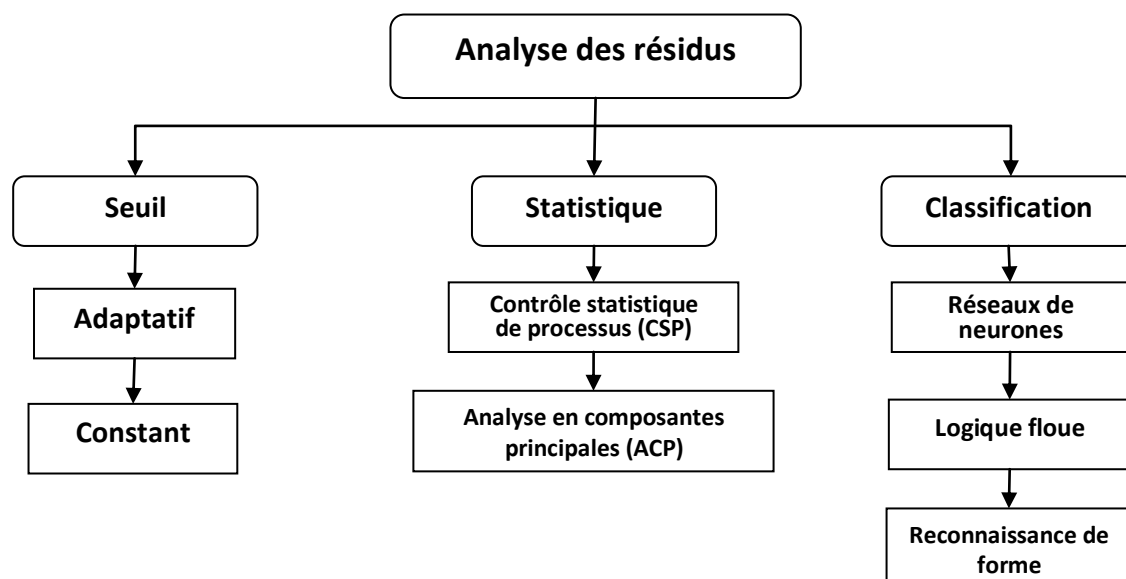 Analyse des résidus
Seuil
Statistique
Classification
Adaptatif
Contrôle statistique
de processus (CSP)
Réseaux de
neurones
Constant
Analyse en composantes
principales (ACP)
Logique floue
Reconnaissance de
forme